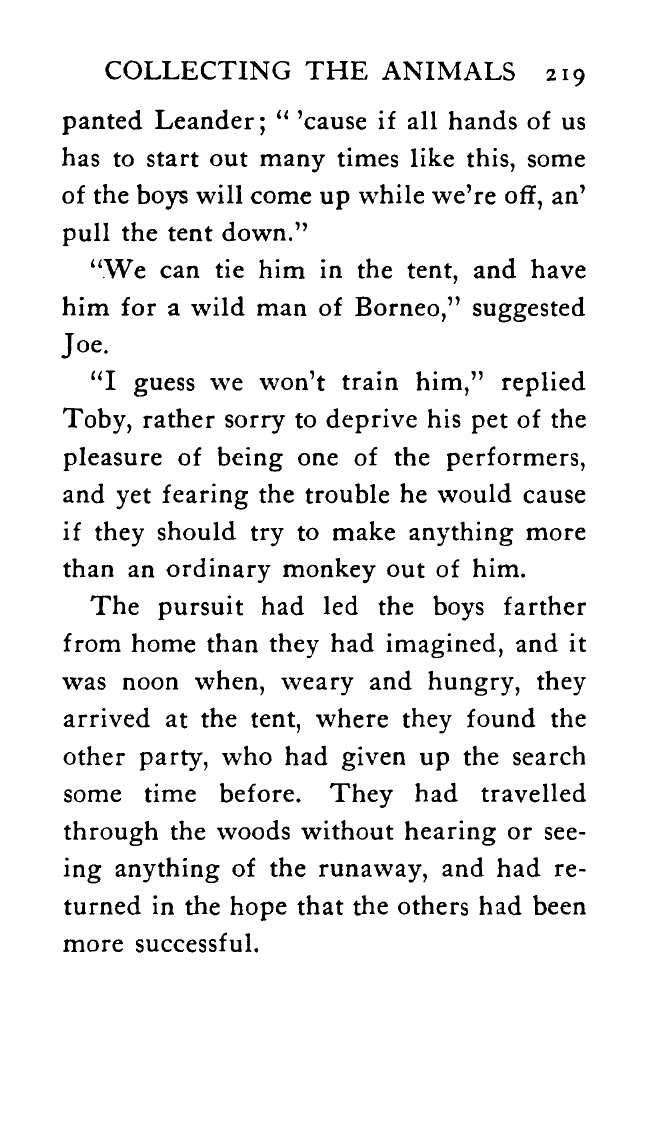 COLLECTING THE ANIMALS 219
panted Leander; “ ’cause if all hands of us
has to start out many times like this, some
of the boys will come up while we’re off, an’
pull the tent down.”
“We can tie him in the tent, and have
him for a wild man of Borneo,” suggested
Joe.
“I guess we won’t train him,” replied
Toby, rather sorry to deprive his pet of the
pleasure of being one of the performers,
and yet fearing the trouble he would cause
if they should try to make anything more
than an ordinary monkey out of him.
The pursuit had led the boys farther
from home than they had imagined, and it
was noon when, weary and hungry, they
arrived at the tent, where they found the
other party, who had given up the search
some time before. They had travelled
through the woods without hearing or see-
ing anything of the runaway, and had re-
turned in the hope that the others had been
more successful.